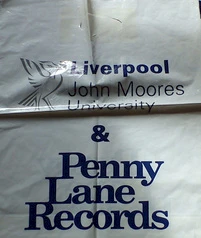 Liverpool
John Moores
University
&
Penny
Lane
Records